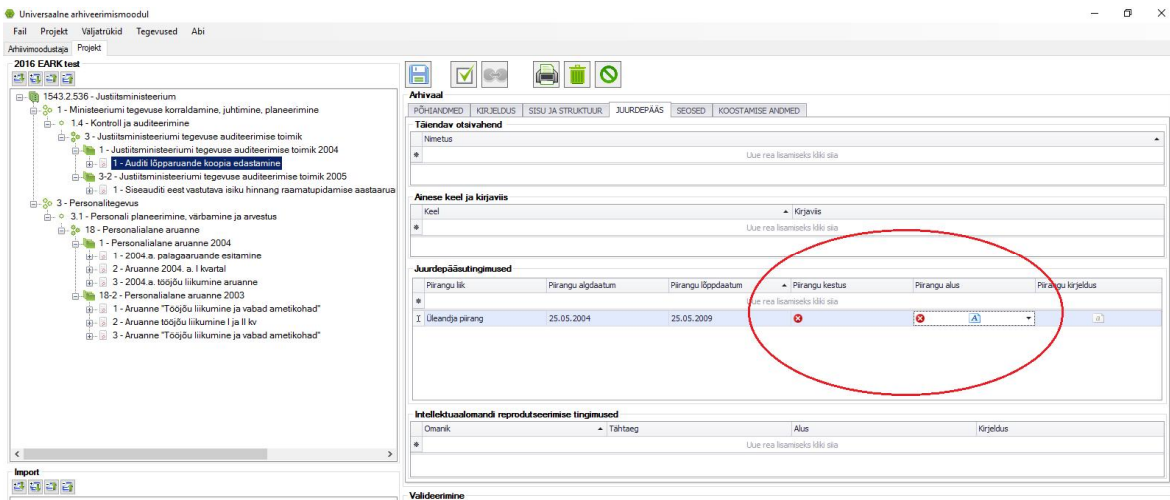 Universaalne arhiveerimismoodul
Fail Projekt Väljatrükid Tegevused Abi
Arhiivimoodustaja Projekt
2016 EARK test
1543.2.536 - Justiitsministeerium
1 - Ministeeriumi tegevuse korraldamine, juhtimine, planeerimine
1.4 - Kontroll ja auditeerimine
3 - Justiitsministeeriumi tegevuse auditeerimise toimik
1 - Justiitsministeeriumi tegevuse auditeerimise toimik 2004
1 - Auditi lõpparuande koopia edastamine
3-2 - Justiitsministeeriumi tegevuse auditeerimise toimik 2005
1 - Siseauditi eest vastutava isiku hinnang raamatupidamise aastaarua
3 - Personalitegevus
3.1 - Personali planeerimine, värbamine ja arvestus
18 - Personalialane aruanne
1 - Personalialane aruanne 2004
1 - 2004.a. palagaaruande esitamine
2 - Aruanne 2004. a. I kvartal
3 - 2004.a. tööjõu liikumine aruanne
18-2 - Personalialane aruanne 2003
1 - Aruanne "Tööjõu liikumine ja vabad ametikohad"
2 - Aruanne tööjõu liikumine I ja II kv
3 - Aruanne "Tööjõu liikumine ja vabad ametikohad"
Import
Arhivaal
PÕHIANDMED KIRJELDUS SISU JA STRUKTUUR JUURDEPÄÄS SEOSED KOOSTAMISE ANDMED
Täiendav otsivahend
Nimetus
Uue rea lisamiseks kliki siia
Ainese keel ja kirjaviis
Keel Kirjaviis
Uue rea lisamiseks kliki siia
Juurdepääsutingimused
Piirangu liik Piirangu algdaatum Piirangu lõppdaatum Piirangu kestus Piirangu alus Piirangu kirjeldus
Uue rea lisamiseks kliki siia
Üleandja piirang 25.05.2004 25.05.2009 A a
Intellektuaalomandi reprodutseerimise tingimused
Omanik Tähtaeg Alus Kirjeldus
Uue rea lisamiseks kliki siia
Valideerimine